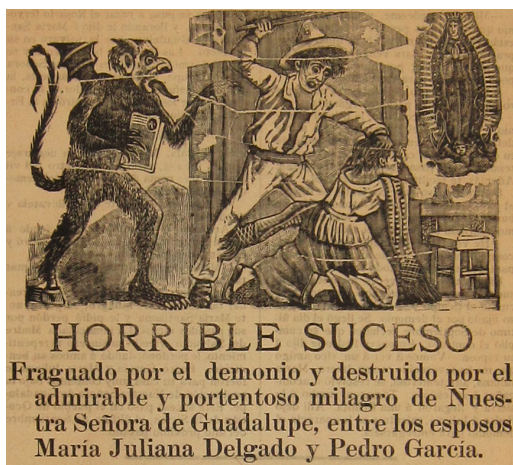 HORRIBLE SUCESO
Fraguado por el demonio y destruido por el
admirable y portentoso milagro de Nues-
tra Señora de Guadalupe, entre los esposos
María Juliana Delgado y Pedro García.